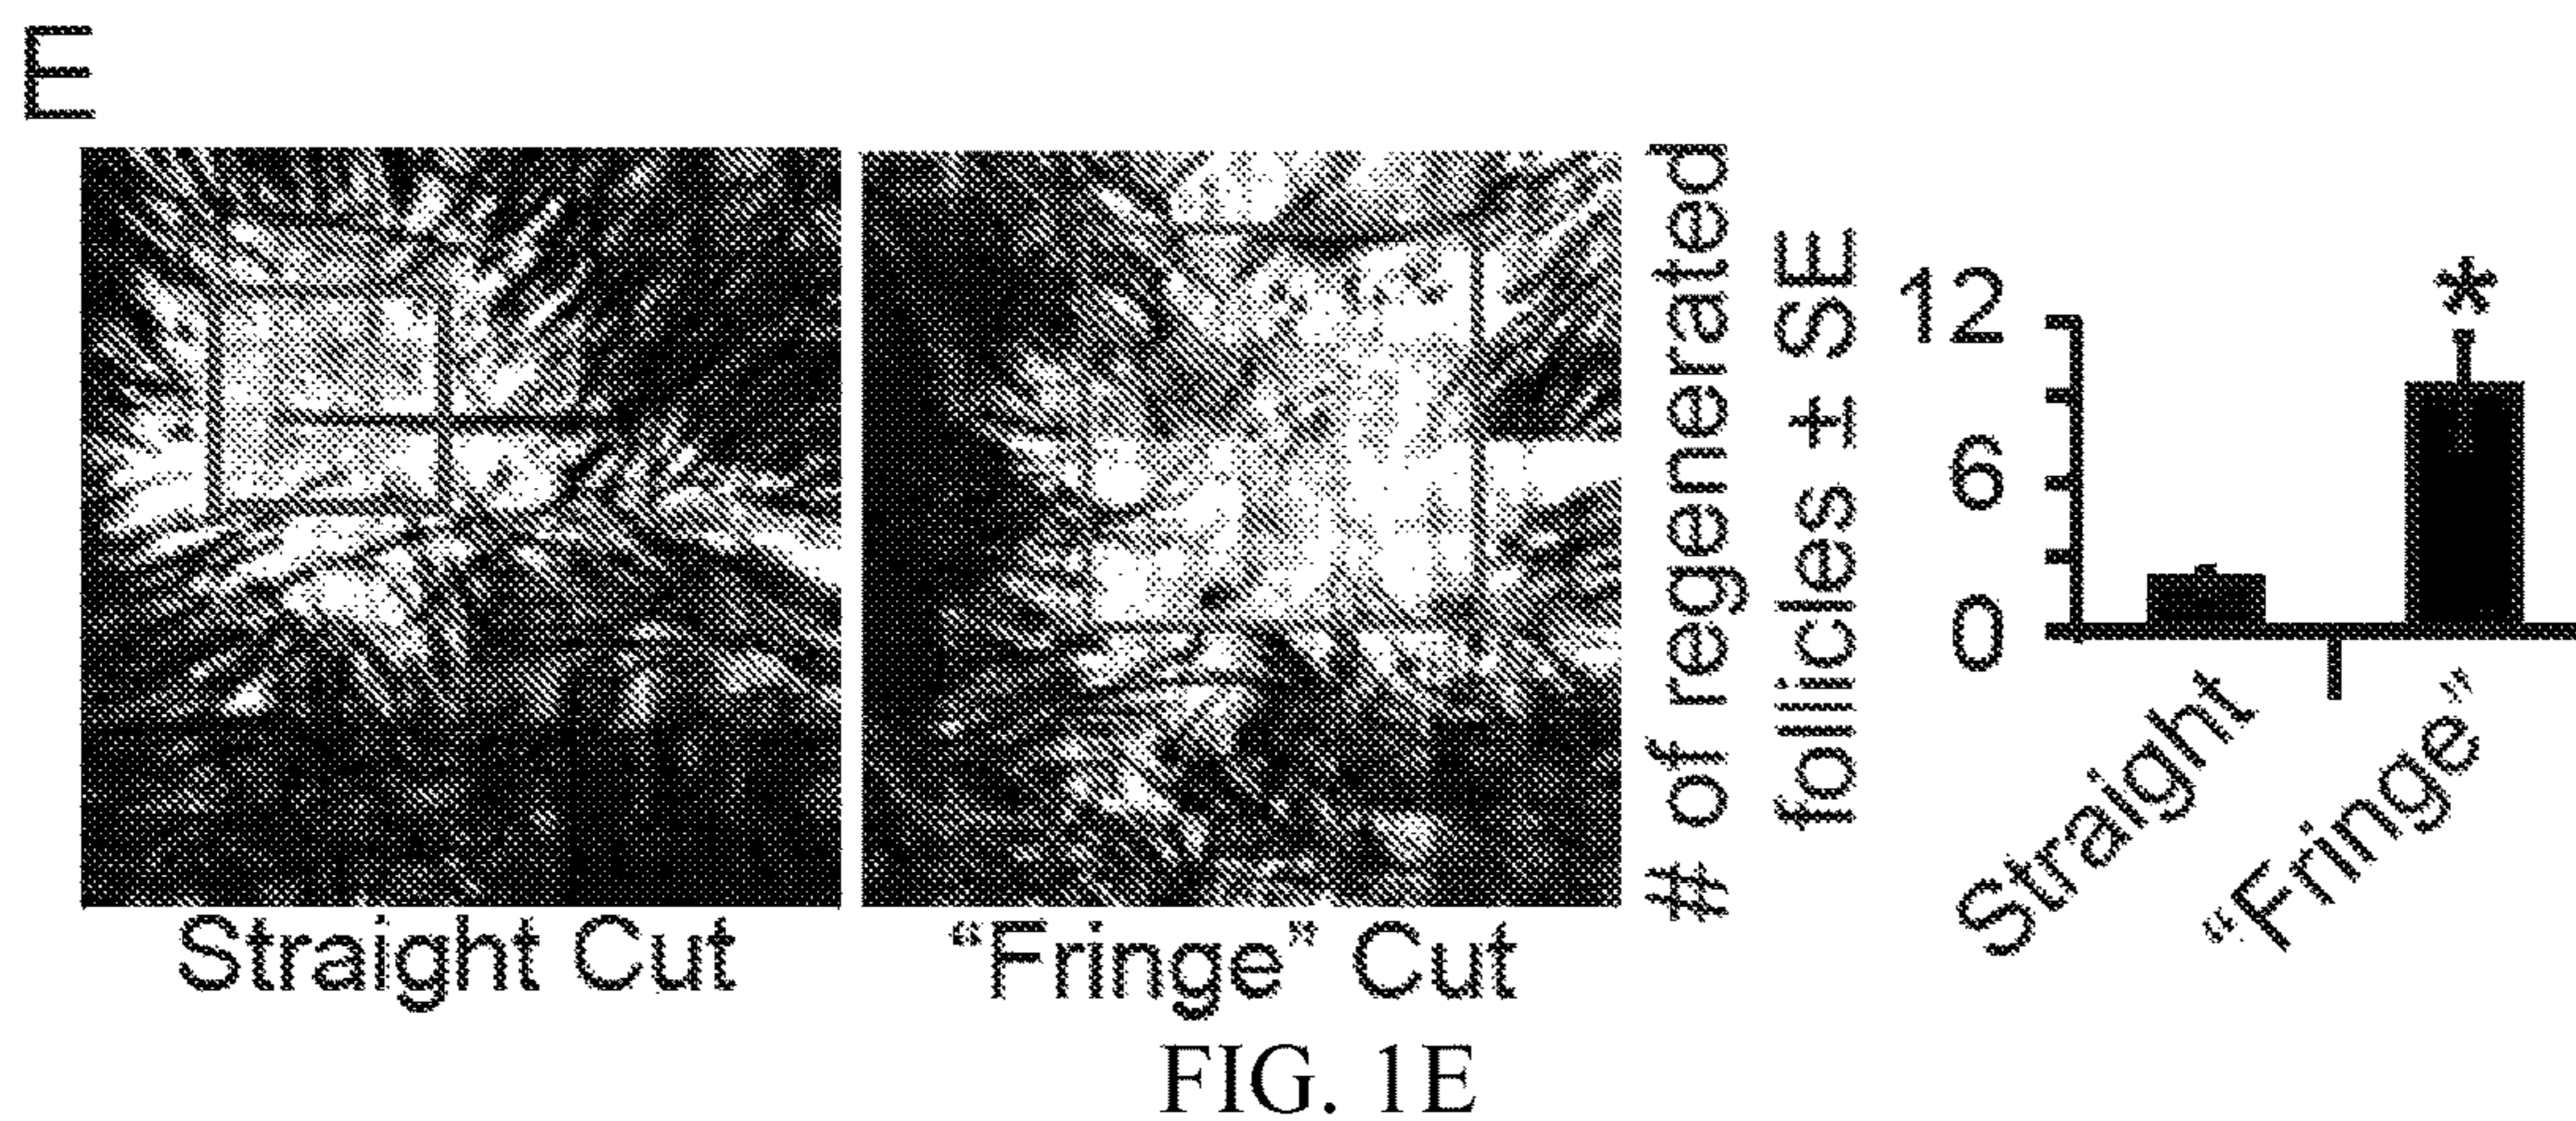 E
# of regenerated
follicles ± SE
12
6
0
*
Straight
“Fringe”
Straight Cut
“Fringe” Cut
FIG. 1E